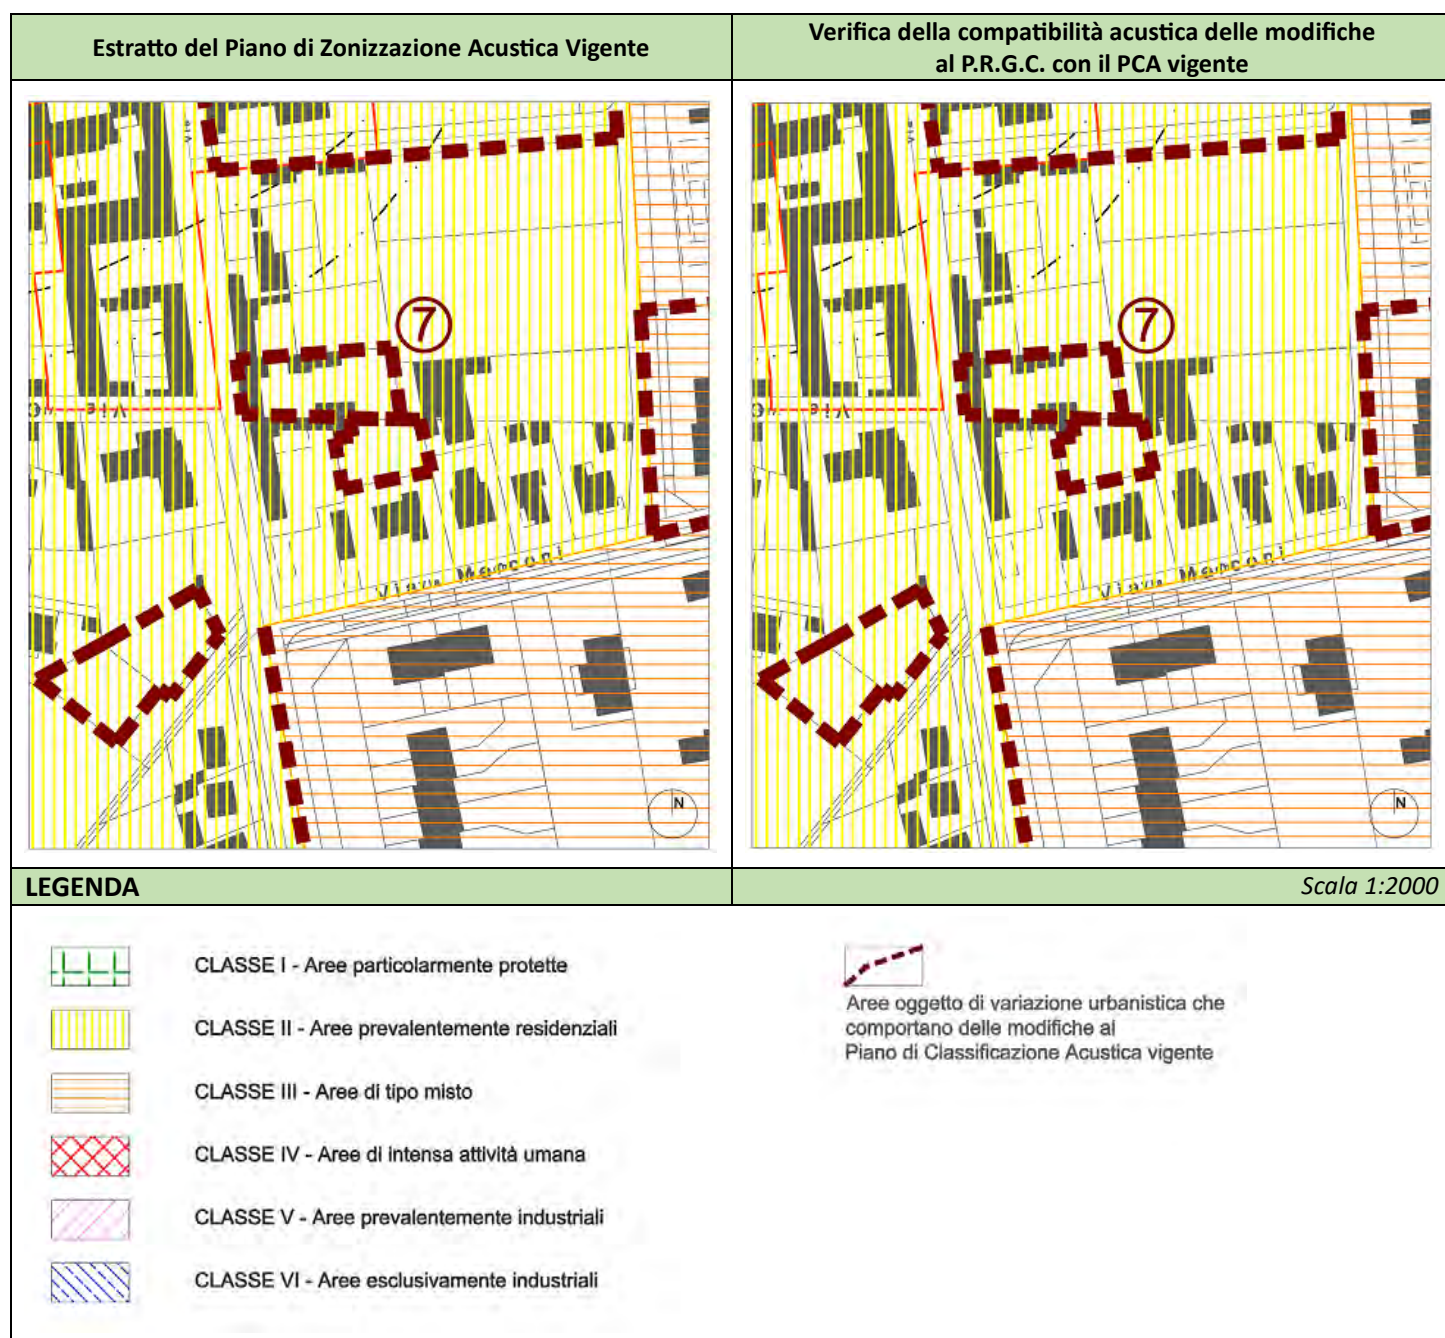 Estratto del Piano di Zonizzazione Acustica Vigente
Verifica della compatibilità acustica delle modifiche
al P.R.G.C. con il PCA vigente
7
N
7
N
LEGENDA
Scala 1:2000
CLASSE I - Aree particolarmente protette
CLASSE II - Aree prevalentemente residenziali
CLASSE III - Aree di tipo misto
CLASSE IV - Aree di intensa attività umana
CLASSE V - Aree prevalentemente industriali
CLASSE VI - Aree esclusivamente industriali
Aree oggetto di variazione urbanistica che
comportano delle modifiche al
Piano di Classificazione Acustica vigente